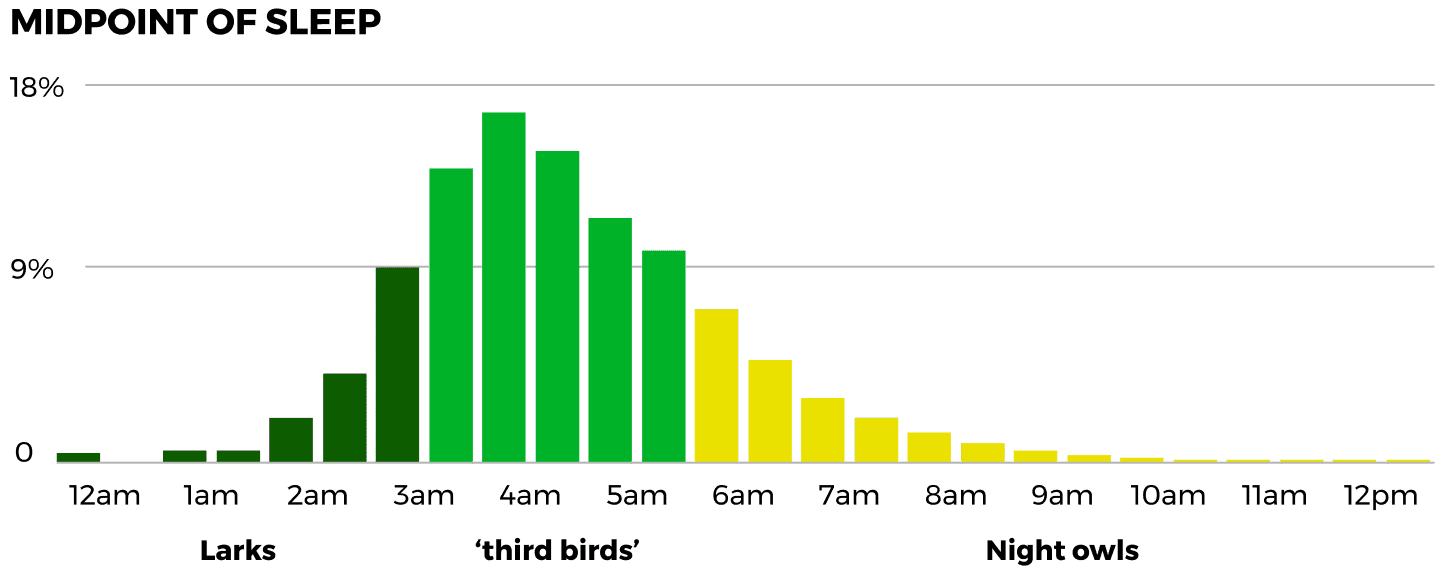 MIDPOINT OF SLEEP
18%
9%
0
12am 1am 2am 3am 4am 5am 6am 7am 8am 9am 10am 11am 12pm
Larks ‘third birds’ Night owls